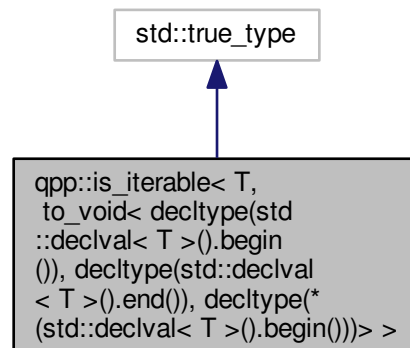 std::true_type
qpp::is_iterable< T,
to_void< decltype(std
::declval< T >().begin
()), decltype(std::declval
< T >().end()), decltype(*
(std::declval< T >().begin()))> >